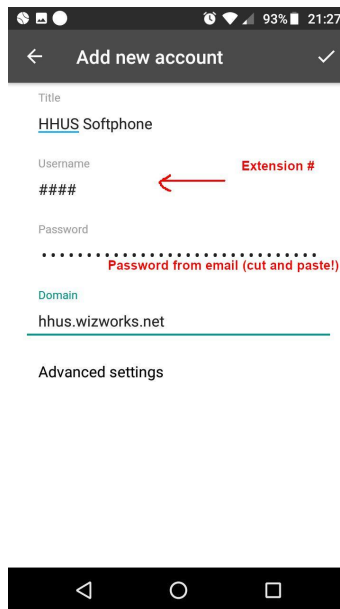 93% 21:27
Add new account
Title
HHUS Softphone
Username
Extension #
####
Password
Password from email (cut and paste!)
Domain
hhus.wizworks.net
Advanced settings